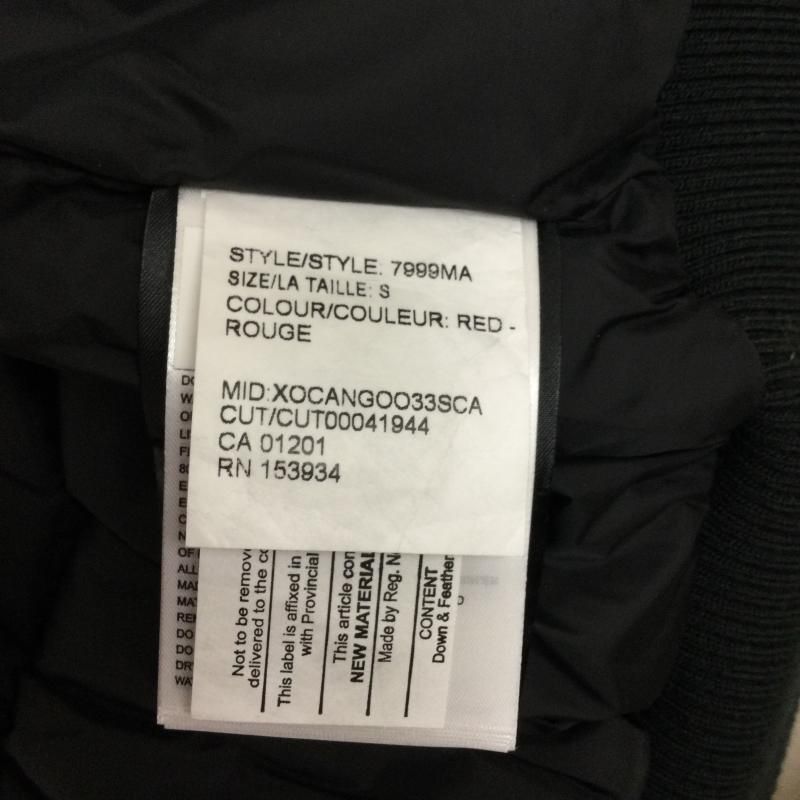 STYLE/STYLE: 7999MA
SIZE/LA TAILLE: S
COLOUR/COULEUR: RED -
ROUGE
MID:XOCANGOO33SCA
CUT/CUT00041944
CA 01201
RN 153934
Not to be remov
delivered to the co
This label is affixed in
with Provincial
This article con
NEW MATERIAL
Made by Reg. N
CONTENT
Down & Feather